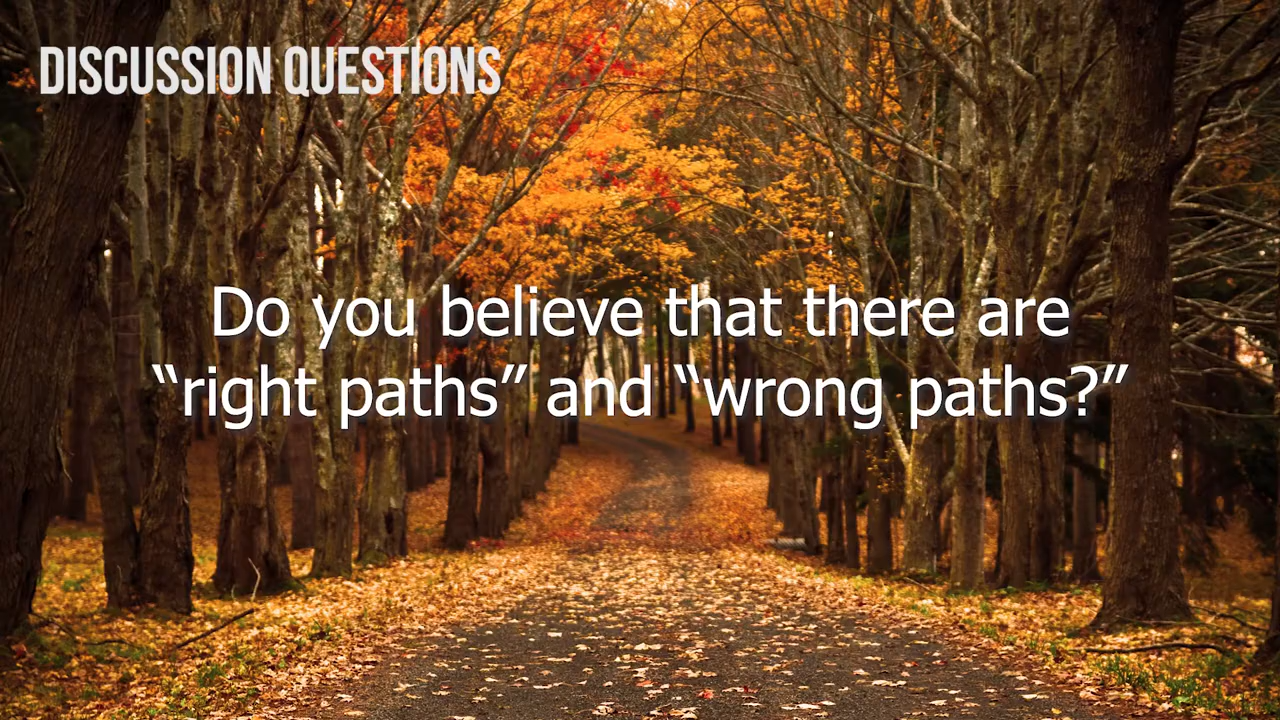 DISCUSSION QUESTIONS
Do you believe that there are
“right paths” and “wrong paths?”